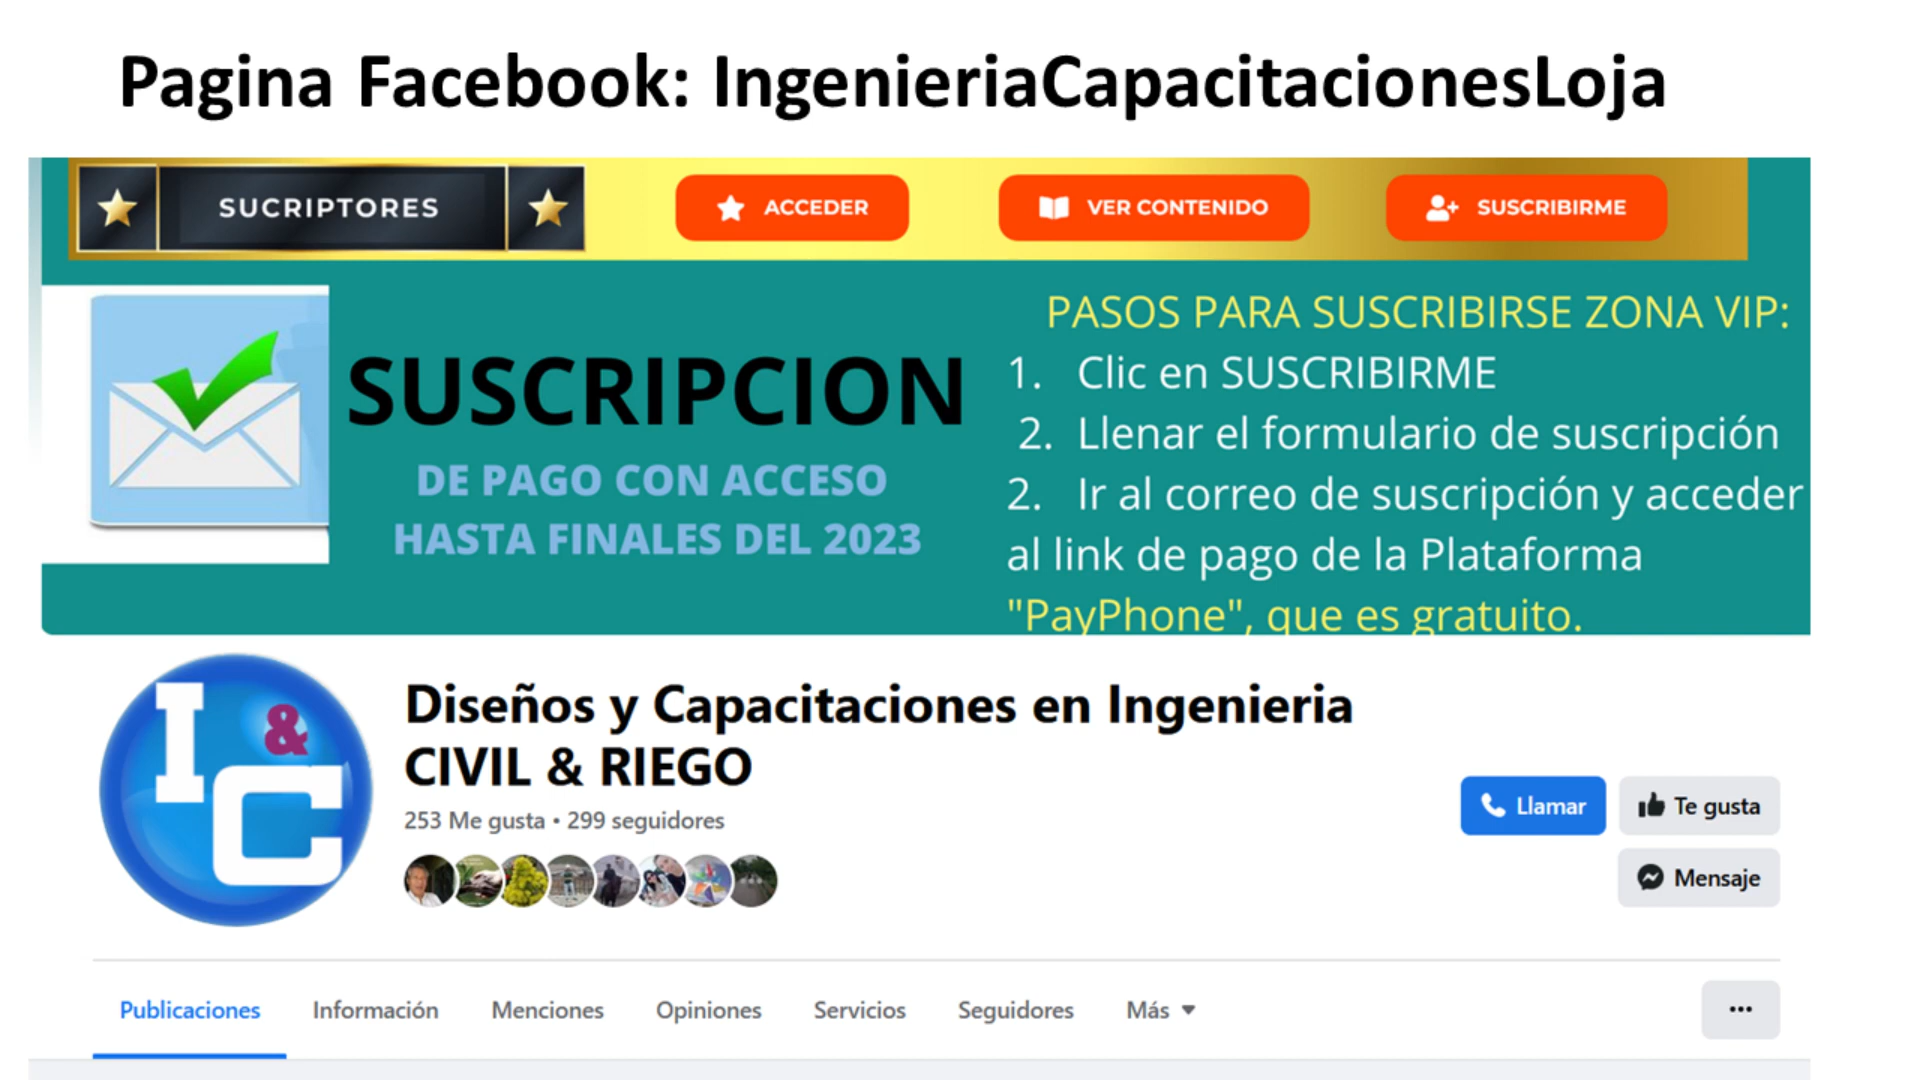 Pagina Facebook: IngenieriaCapacitacionesLoja
SUCRIPTORES
ACCEDER
VER CONTENIDO
SUSCRIBIRME
SUSCRIPCION
DE PAGO CON ACCESO
HASTA FINALES DEL 2023
PASOS PARA SUSCRIBIRSE ZONA VIP:
1. Clic en SUSCRIBIRME
2. Llenar el formulario de suscripción
2. Ir al correo de suscripción y acceder
al link de pago de la Plataforma
"PayPhone", que es gratuito.
I & C
Diseños y Capacitaciones en Ingenieria
CIVIL & RIEGO
253 Me gusta • 299 seguidores
Llamar
Te gusta
Mensaje
Publicaciones
Información
Menciones
Opiniones
Servicios
Seguidores
Más